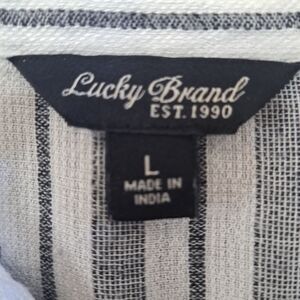 Lucky Brand
EST. 1990
L
MADE IN
INDIA